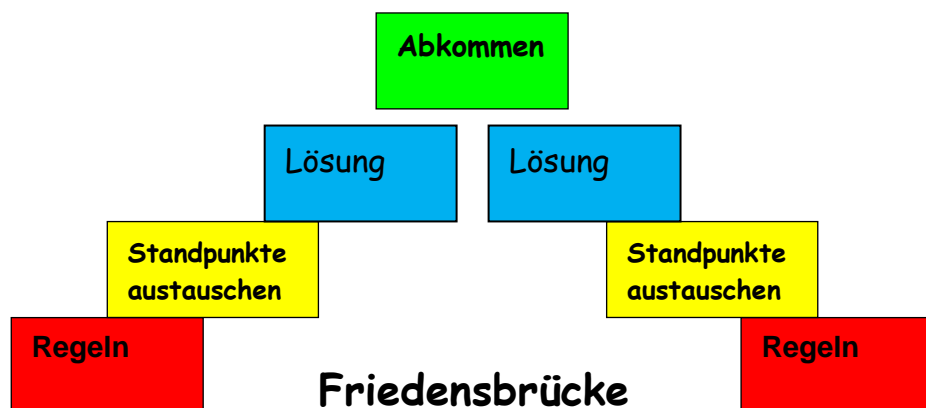 Abkommen
Lösung
Lösung
Standpunkte
austauschen
Standpunkte
austauschen
Regeln
Regeln
Friedensbrücke